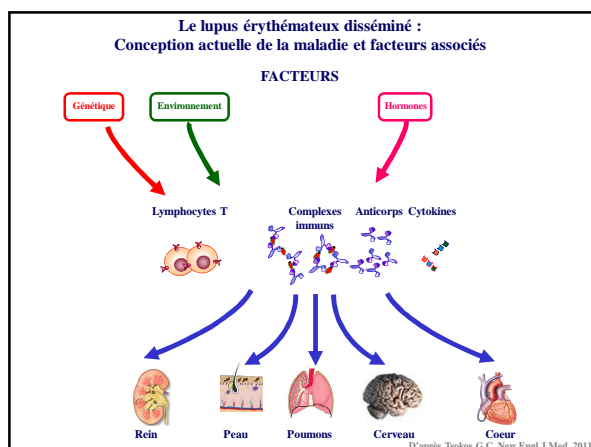 Le lupus érythémateux disséminé :
Conception actuelle de la maladie et facteurs associés
FACTEURS
Génétique
Environnement
Hormones
Lymphocytes T
Complexes immuns
Anticorps
Cytokines
Rein
Peau
Poumons
Cerveau
Coeur
D'après Tsokos G.C. New Engl J Med, 2011